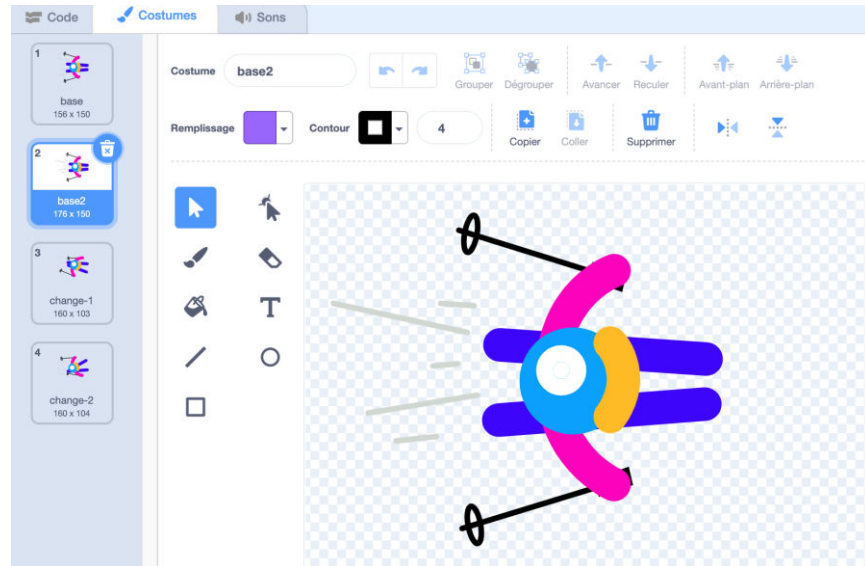 Code
Costumes
Sons
1
base
156 x 150
2
base2
176 x 150
3
change-1
160 x 103
4
change-2
160 x 104
Costume
base2
Grouper
Dégrouper
Avancer
Reculer
Avant-plan
Arrière-plan
Remplissage
Contour
4
Copier
Coller
Supprimer
T